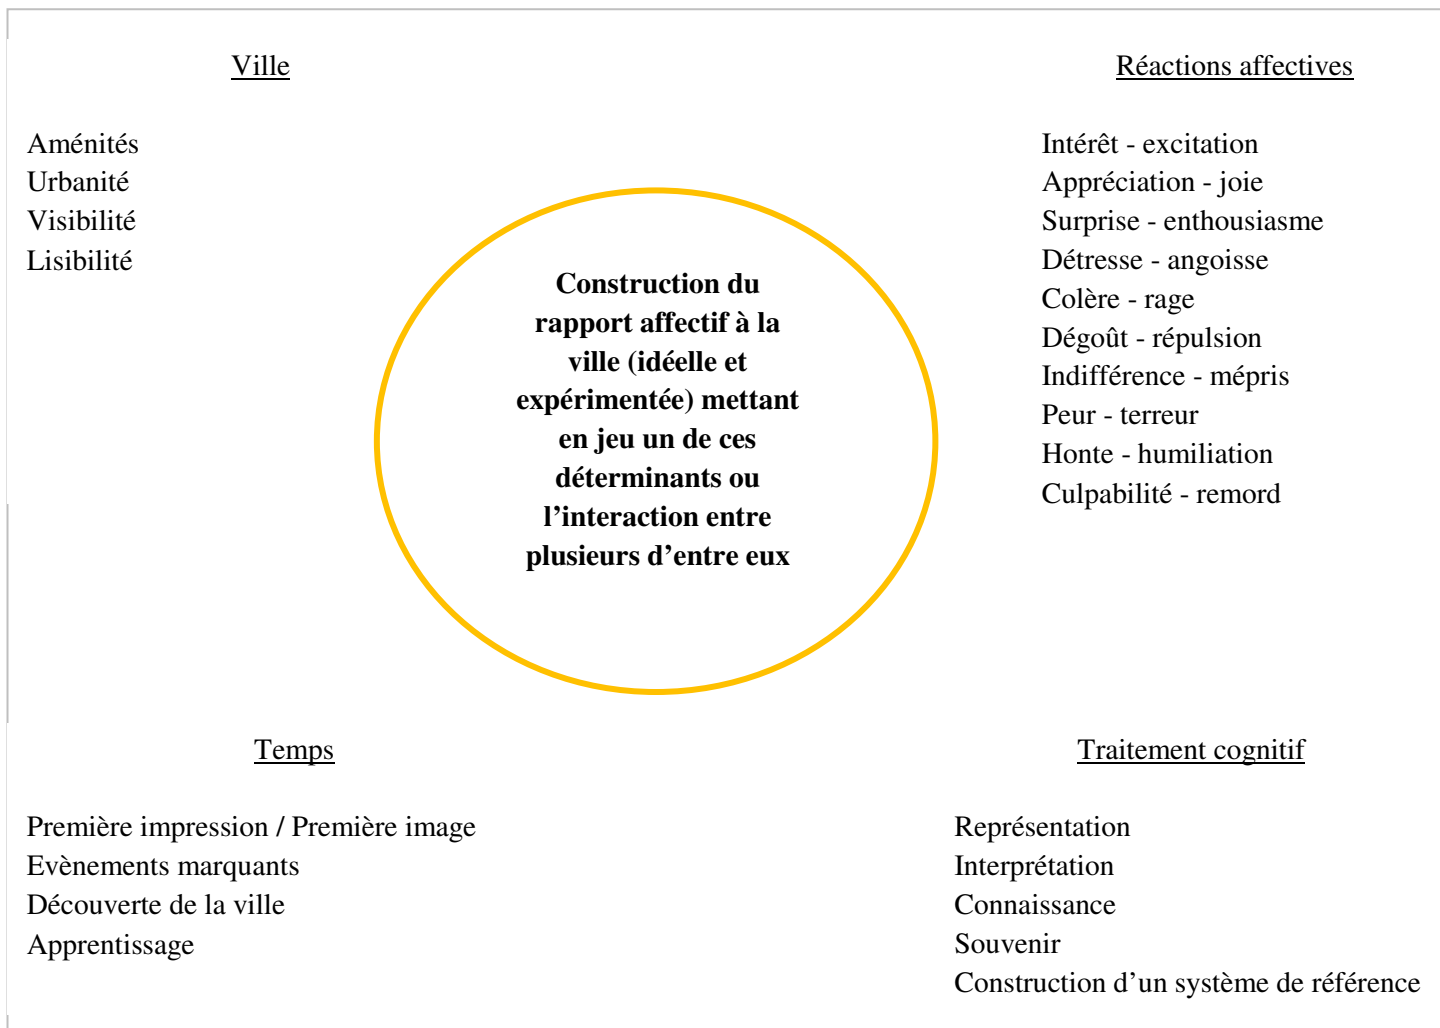 Ville
Aménités
Urbanité
Visibilité
Lisibilité
Réactions affectives
Intérêt - excitation
Appréciation - joie
Surprise - enthousiasme
Détresse - angoisse
Colère - rage
Dégoût - répulsion
Indifférence - mépris
Peur - terreur
Honte - humiliation
Culpabilité - remord
Construction du
rapport affectif à la
ville (idéelle et
expérimentée) mettant
en jeu un de ces
déterminants ou
l’interaction entre
plusieurs d’entre eux
Temps
Première impression / Première image
Evènements marquants
Découverte de la ville
Apprentissage
Traitement cognitif
Représentation
Interprétation
Connaissance
Souvenir
Construction d’un système de référence